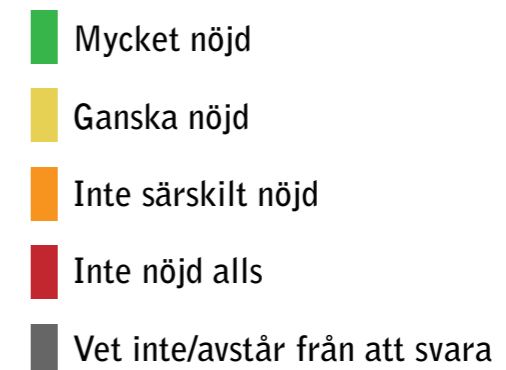 Mycket nöjd
Ganska nöjd
Inte särskilt nöjd
Inte nöjd alls
Vet inte/avstår från att svara